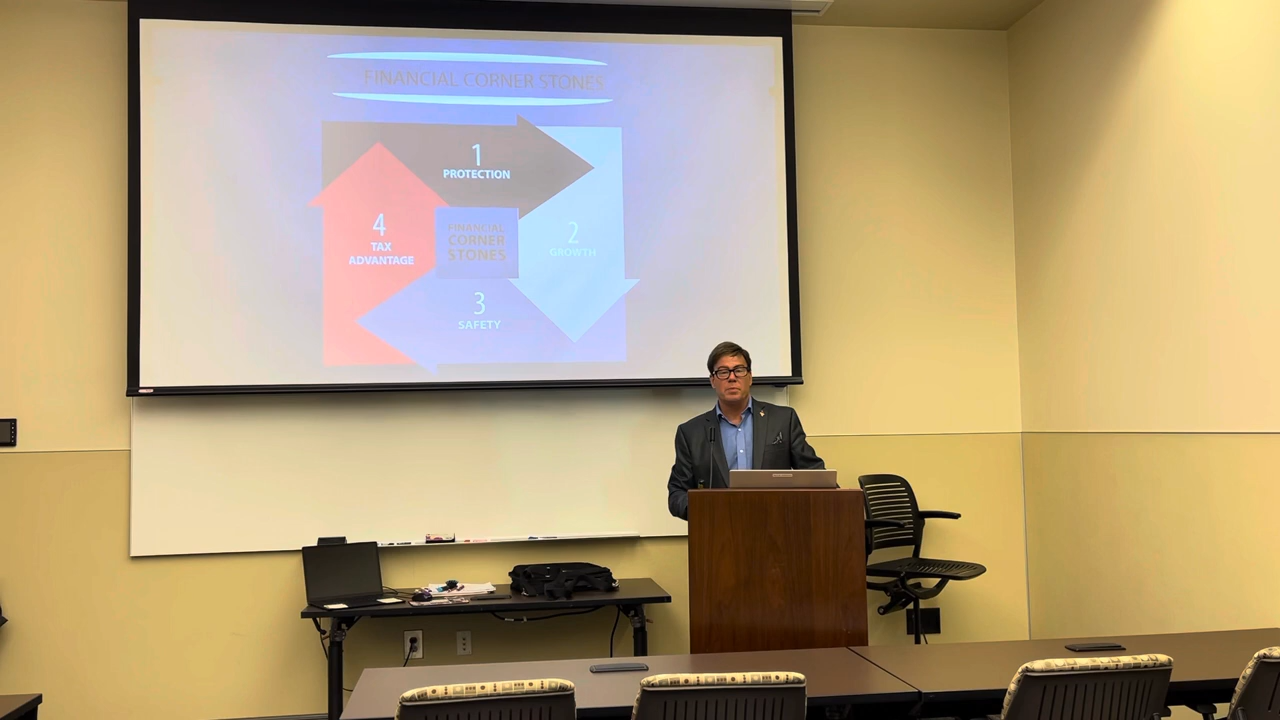 FINANCIAL CORNER STONES
1
PROTECTION
4
TAX
ADVANTAGE
FINANCIAL
CORNER
STONES
2
GROWTH
3
SAFETY